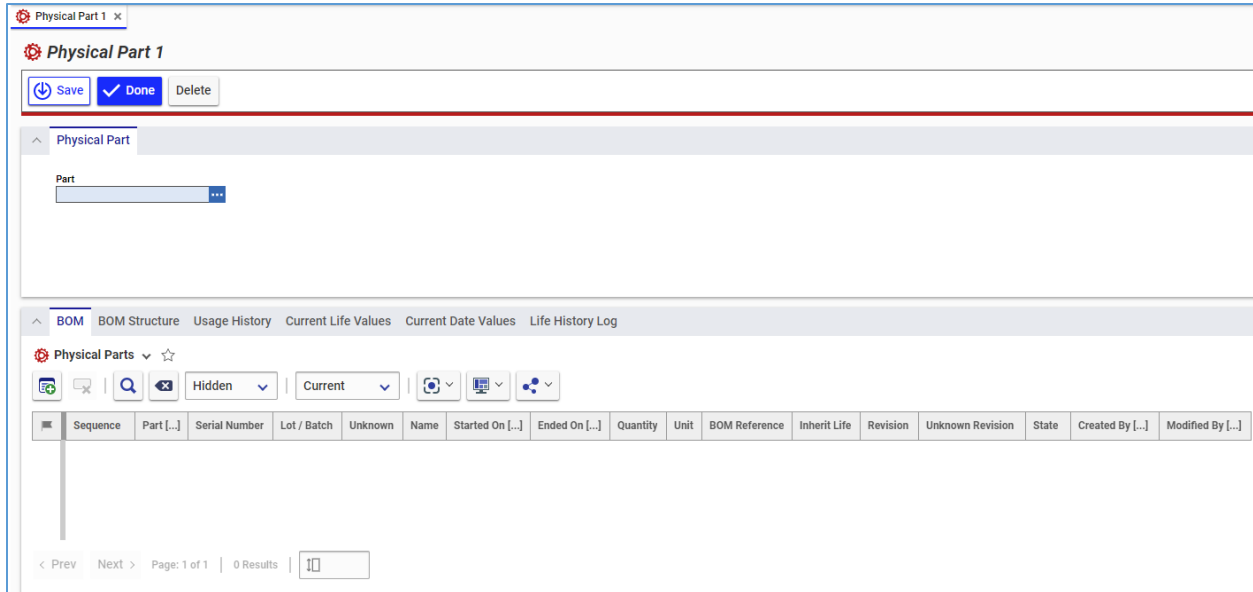 Physical Part 1
Physical Part 1
Save Done Delete
Physical Part
Part
BOM BOM Structure Usage History Current Life Values Current Date Values Life History Log
Physical Parts
Hidden Current
Sequence Part [...] Serial Number Lot / Batch Unknown Name Started On [...] Ended On [...] Quantity Unit BOM Reference Inherit Life Revision Unknown Revision State Created By [...] Modified By [...]
< Prev Next > Page: 1 of 1 | 0 Results